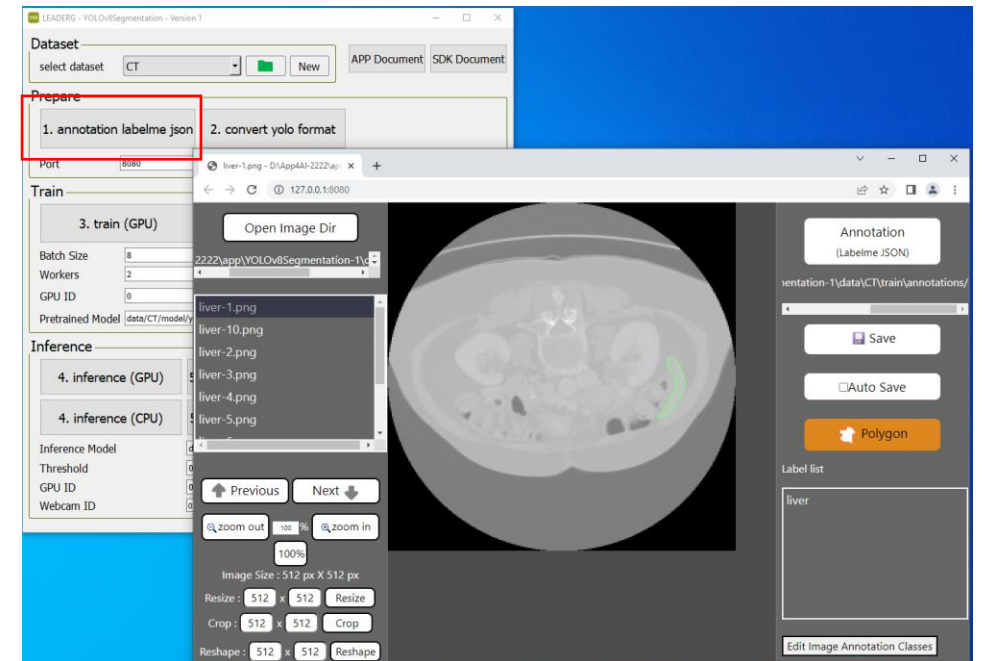 LEADERG - YOLOv8Segmentation - Version 1
Dataset
select dataset CT New APP Document SDK Document
Prepare
1. annotation labelme json 2. convert yolo format
Port 8080
Train
3. train (GPU)
Batch Size 8
Workers 2
GPU ID 0
Pretrained Model data/CT/model/y
Inference
4. inference (GPU) 5
4. inference (CPU)
Inference Model d
Threshold 0
GPU ID 0
Webcam ID 0
liver-1.png - D:\App4AI-2222\ap
127.0.0.1:8080
Open Image Dir
2222\app\YOLOv8Segmentation-1\d
liver-1.png
liver-10.png
liver-2.png
liver-3.png
liver-4.png
liver-5.png
Previous Next
zoom out 100 % zoom in
100%
Image Size : 512 px X 512 px
Resize : 512 x 512 Resize
Crop : 512 x 512 Crop
Reshape : 512 x 512 Reshape
Annotation
(Labelme JSON)
entation-1\data\CT\train\annotations/
Save
Auto Save
Polygon
Label list
liver
Edit Image Annotation Classes